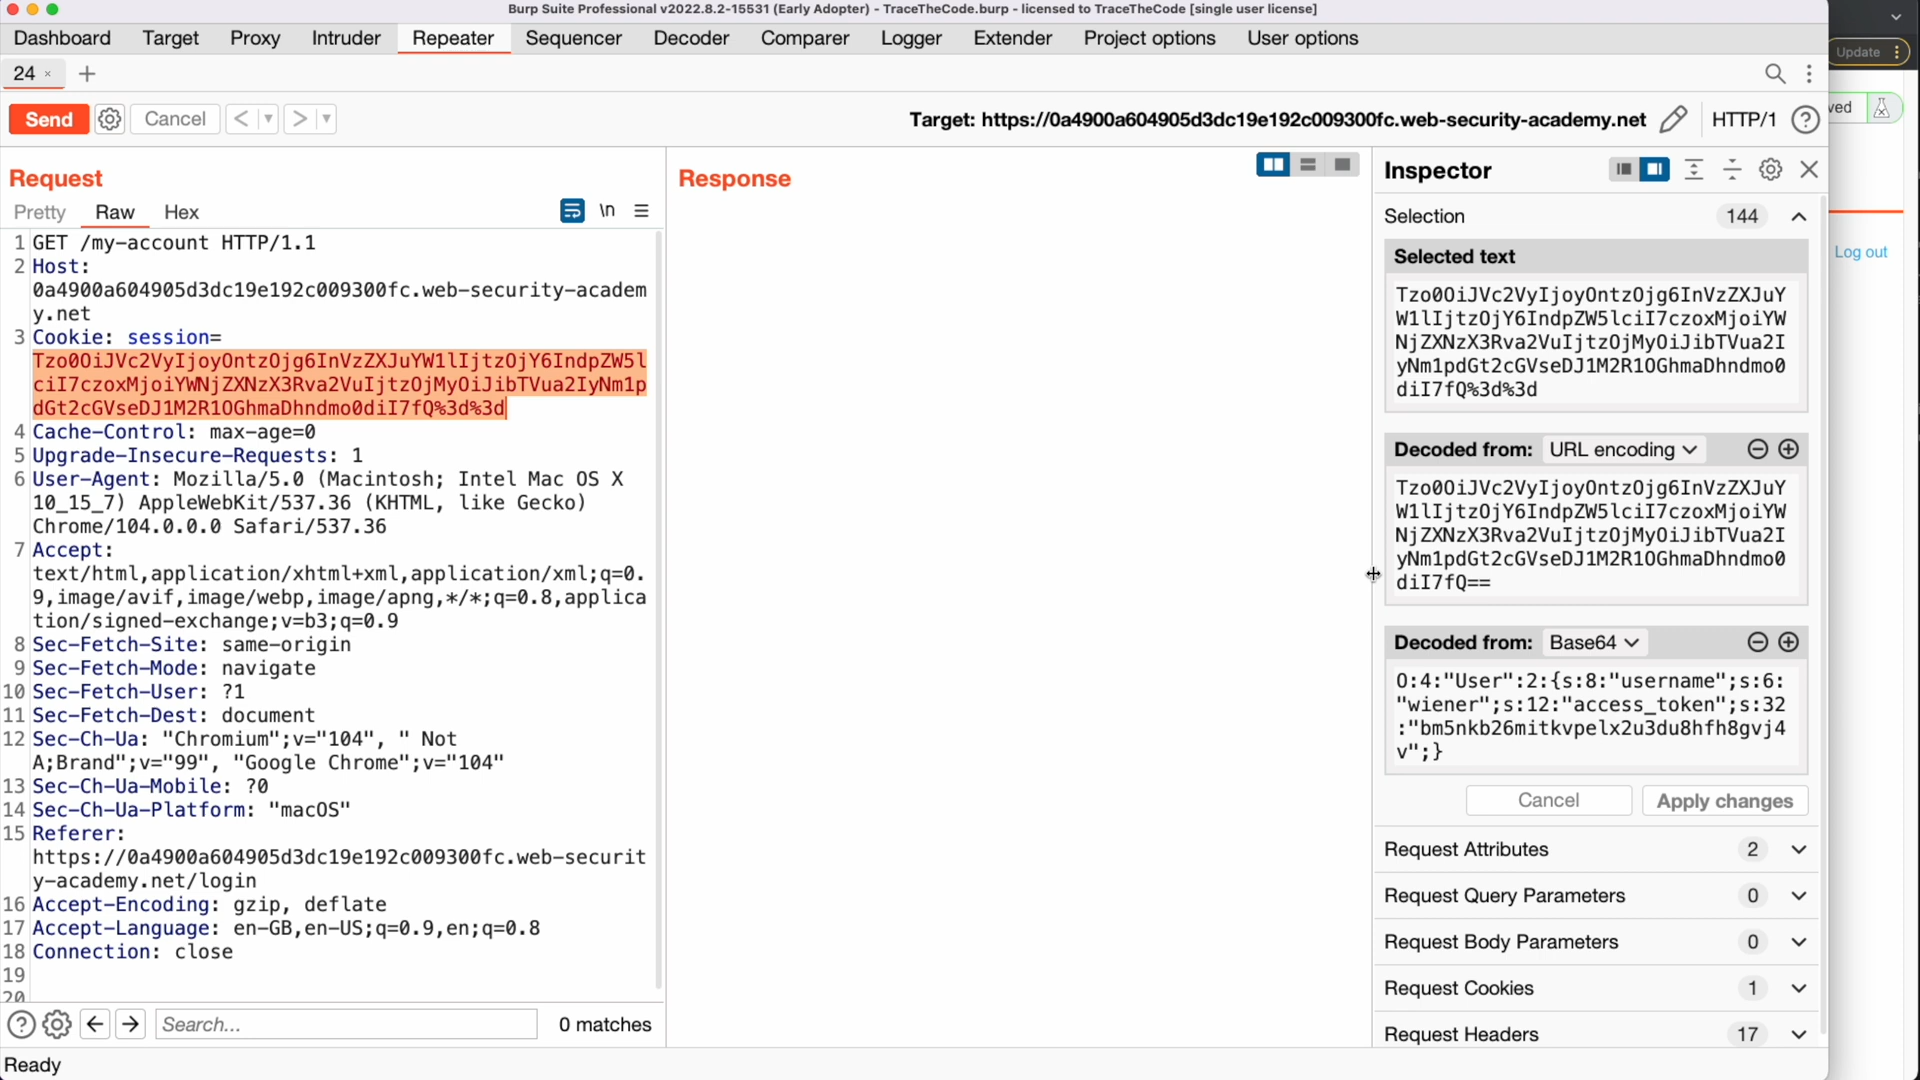 Burp Suite Professional v2022.8.2-15531 (Early Adopter) - TraceTheCode.burp - licensed to TraceTheCode [single user license]
Dashboard Target Proxy Intruder Repeater Sequencer Decoder Comparer Logger Extender Project options User options
Update
24 × +
Send Cancel < > Target: https://0a4900a604905d3dc19e192c009300fc.web-security-academy.net HTTP/1 ?
ved
Request
Pretty Raw Hex \n
1 GET /my-account HTTP/1.1
2 Host:
0a4900a604905d3dc19e192c009300fc.web-security-academ
y.net
3 Cookie: session=
Tzo0OiJVc2VyIjoyOntzOjg6InVzZXJuYW1lIjtzOjY6IndpZW5l
ciI7czoxMjoiYWNjZXNzX3Rva2VuIjtzOjMyOiJibTVua2IyNm1p
dGt2cGVseDJ1M2R1OGhmaDhndmo0diI7fQ%3d%3d
4 Cache-Control: max-age=0
5 Upgrade-Insecure-Requests: 1
6 User-Agent: Mozilla/5.0 (Macintosh; Intel Mac OS X
10_15_7) AppleWebKit/537.36 (KHTML, like Gecko)
Chrome/104.0.0.0 Safari/537.36
7 Accept:
text/html,application/xhtml+xml,application/xml;q=0.
9,image/avif,image/webp,image/apng,*/*;q=0.8,applica
tion/signed-exchange;v=b3;q=0.9
8 Sec-Fetch-Site: same-origin
9 Sec-Fetch-Mode: navigate
10 Sec-Fetch-User: ?1
11 Sec-Fetch-Dest: document
12 Sec-Ch-Ua: "Chromium";v="104", " Not
A;Brand";v="99", "Google Chrome";v="104"
13 Sec-Ch-Ua-Mobile: ?0
14 Sec-Ch-Ua-Platform: "macOS"
15 Referer:
https://0a4900a604905d3dc19e192c009300fc.web-securit
y-academy.net/login
16 Accept-Encoding: gzip, deflate
17 Accept-Language: en-GB,en-US;q=0.9,en;q=0.8
18 Connection: close
19
20
? Search... 0 matches
Response
Inspector
Selection 144
Selected text
Tzo0OiJVc2VyIjoyOntzOjg6InVzZXJuY
W1lIjtzOjY6IndpZW5lciI7czoxMjoiYW
NjZXNzX3Rva2VuIjtzOjMyOiJibTVua2I
yNm1pdGt2cGVseDJ1M2R1OGhmaDhndmo0
diI7fQ%3d%3d
Decoded from: URL encoding
Tzo0OiJVc2VyIjoyOntzOjg6InVzZXJuY
W1lIjtzOjY6IndpZW5lciI7czoxMjoiYW
NjZXNzX3Rva2VuIjtzOjMyOiJibTVua2I
yNm1pdGt2cGVseDJ1M2R1OGhmaDhndmo0
diI7fQ==
Decoded from: Base64
O:4:"User":2:{s:8:"username";s:6:
"wiener";s:12:"access_token";s:32
:"bm5nkb26mitkvpelx2u3du8hfh8gvj4
v";}
Cancel Apply changes
Request Attributes 2
Request Query Parameters 0
Request Body Parameters 0
Request Cookies 1
Request Headers 17
Log out
Ready